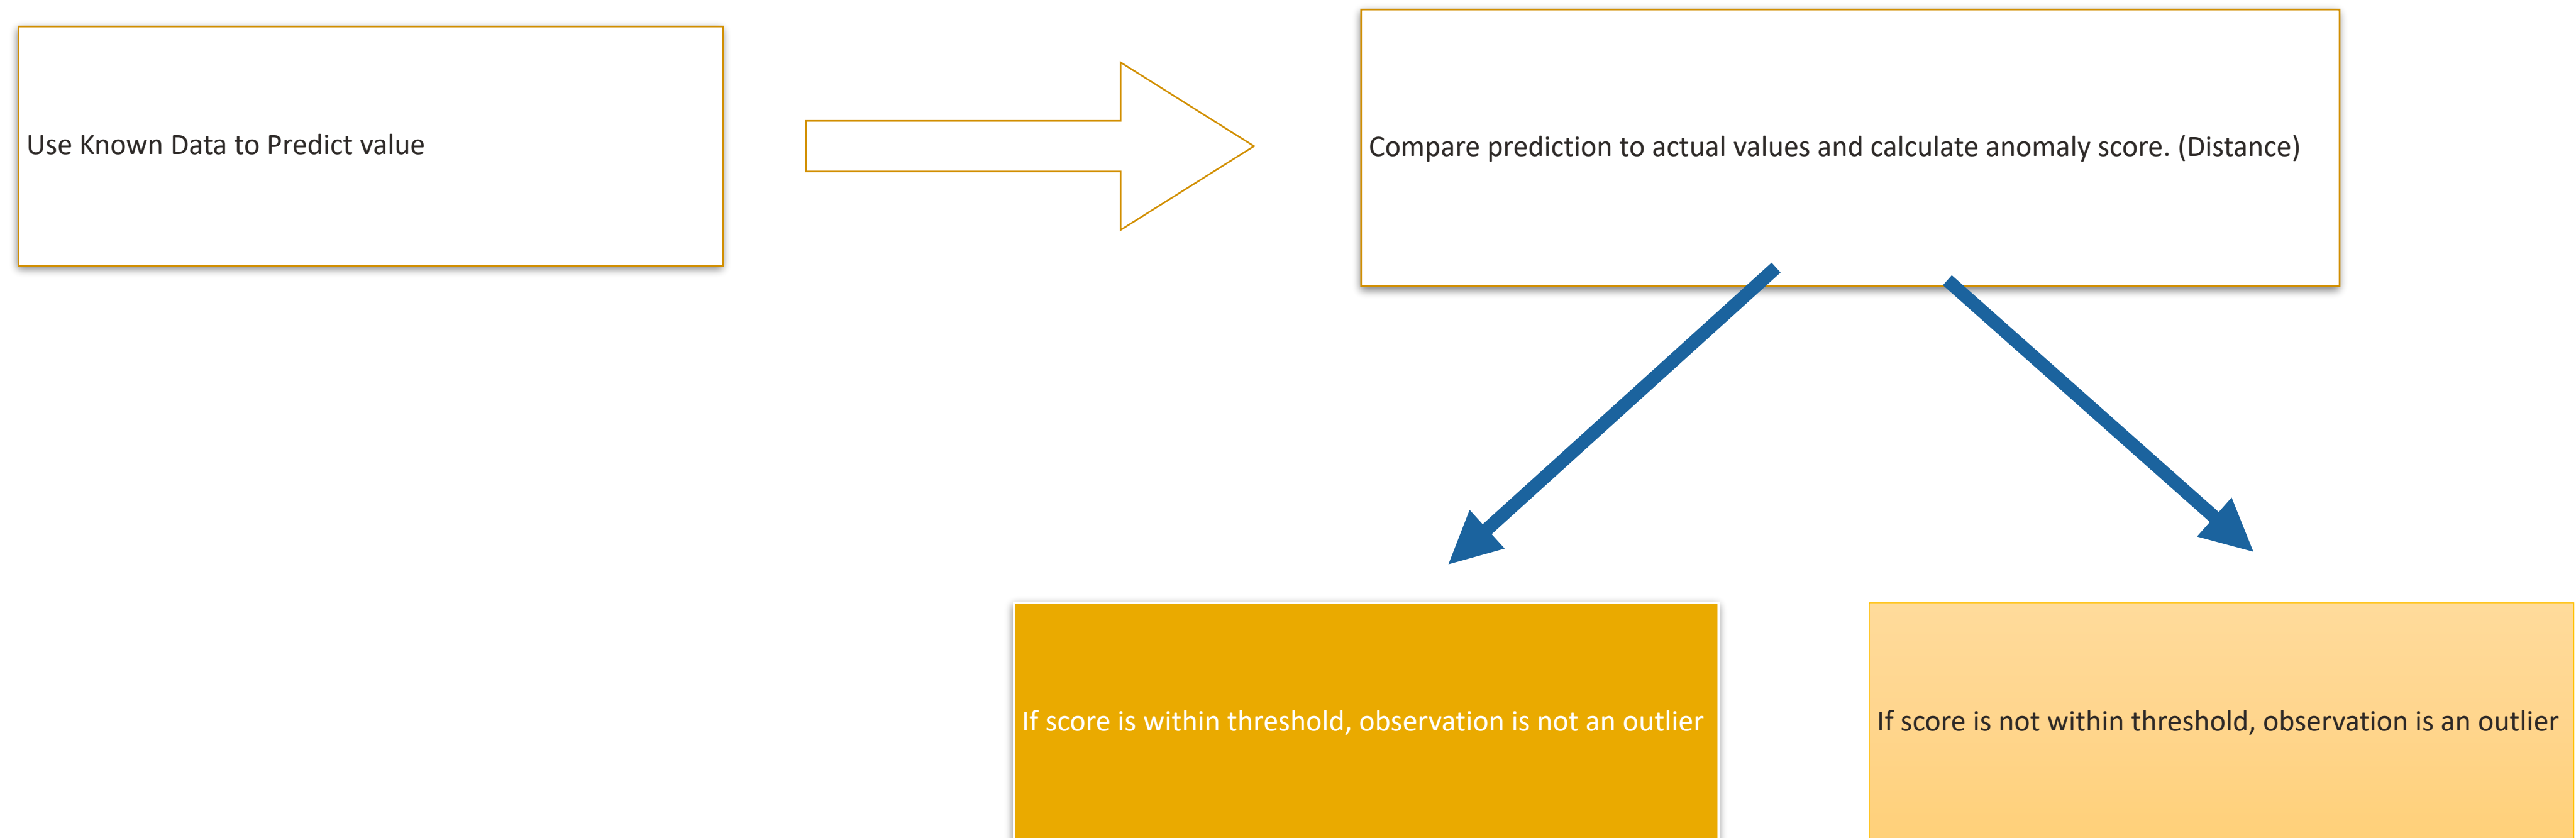 Use Known Data to Predict value
Compare prediction to actual values and calculate anomaly score. (Distance)
If score is within threshold, observation is not an outlier
If score is not within threshold, observation is an outlier